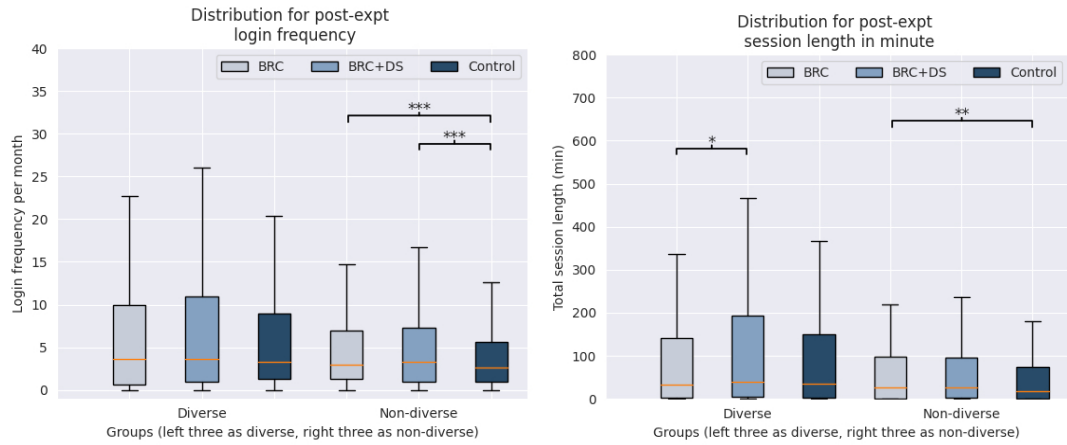 Distribution for post-expt
login frequency
40
35
30
25
20
15
10
5
0
Login frequency per month
BRC
BRC+DS
Control
***
***
Diverse
Non-diverse
Groups (left three as diverse, right three as non-diverse)
Distribution for post-expt
session length in minute
800
700
600
500
400
300
200
100
0
Total session length (min)
BRC
BRC+DS
Control
*
**
Diverse
Non-diverse
Groups (left three as diverse, right three as non-diverse)